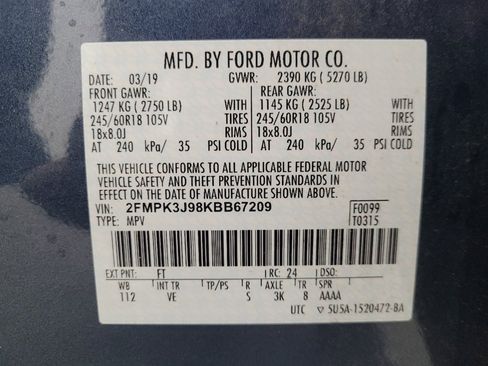 MFD. BY FORD MOTOR CO.
DATE: 03/19 GVWR: 2390 KG ( 5270 LB)
FRONT GAWR: REAR GAWR:
1247 KG ( 2750 LB) WITH 1145 KG ( 2525 LB) WITH
245/60R18 105V TIRES 245/60R18 105V TIRES
18x8.0J RIMS 18x8.0J RIMS
AT 240 kPa/ 35 PSI COLD AT 240 kPa/ 35 PSI COLD
THIS VEHICLE CONFORMS TO ALL APPLICABLE FEDERAL MOTOR
VEHICLE SAFETY AND THEFT PREVENTION STANDARDS IN
EFFECT ON THE DATE OF MANUFACTURE SHOWN ABOVE.
VIN: 2FMPK3J98KBB67209 F0099
TYPE: MPV T0315
EXT PNT: FT RC: 24 DSO:
WB INT TR TP/PS R AXLE TR SPR
112 VE S 3K 8 AAAA
UTC ▽ 5U5A-1520472-BA